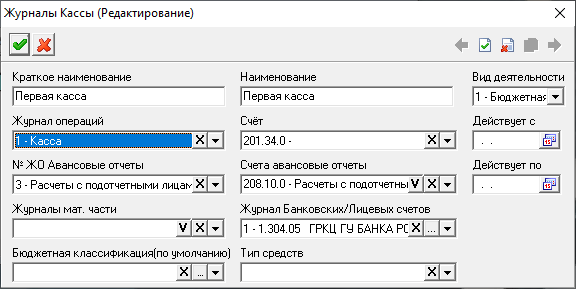 Журналы Кассы (Редактирование)
Краткое наименование Наименование Вид деятельности
Первая касса Первая касса 1 - Бюджетная
Журнал операций Счёт Действует с
1 - Касса 201.34.0 - . .
№ ЖО Авансовые отчеты Счета авансовые отчеты Действует по
3 - Расчеты с подотчетными лицам 208.10.0 - Расчеты с подотчетны V . .
Журналы мат. части Журнал Банковских/Лицевых счетов
V 1 - 1.304.05 ГРКЦ ГУ БАНКА РО ...
Бюджетная классификация(по умолчанию) Тип средств
...